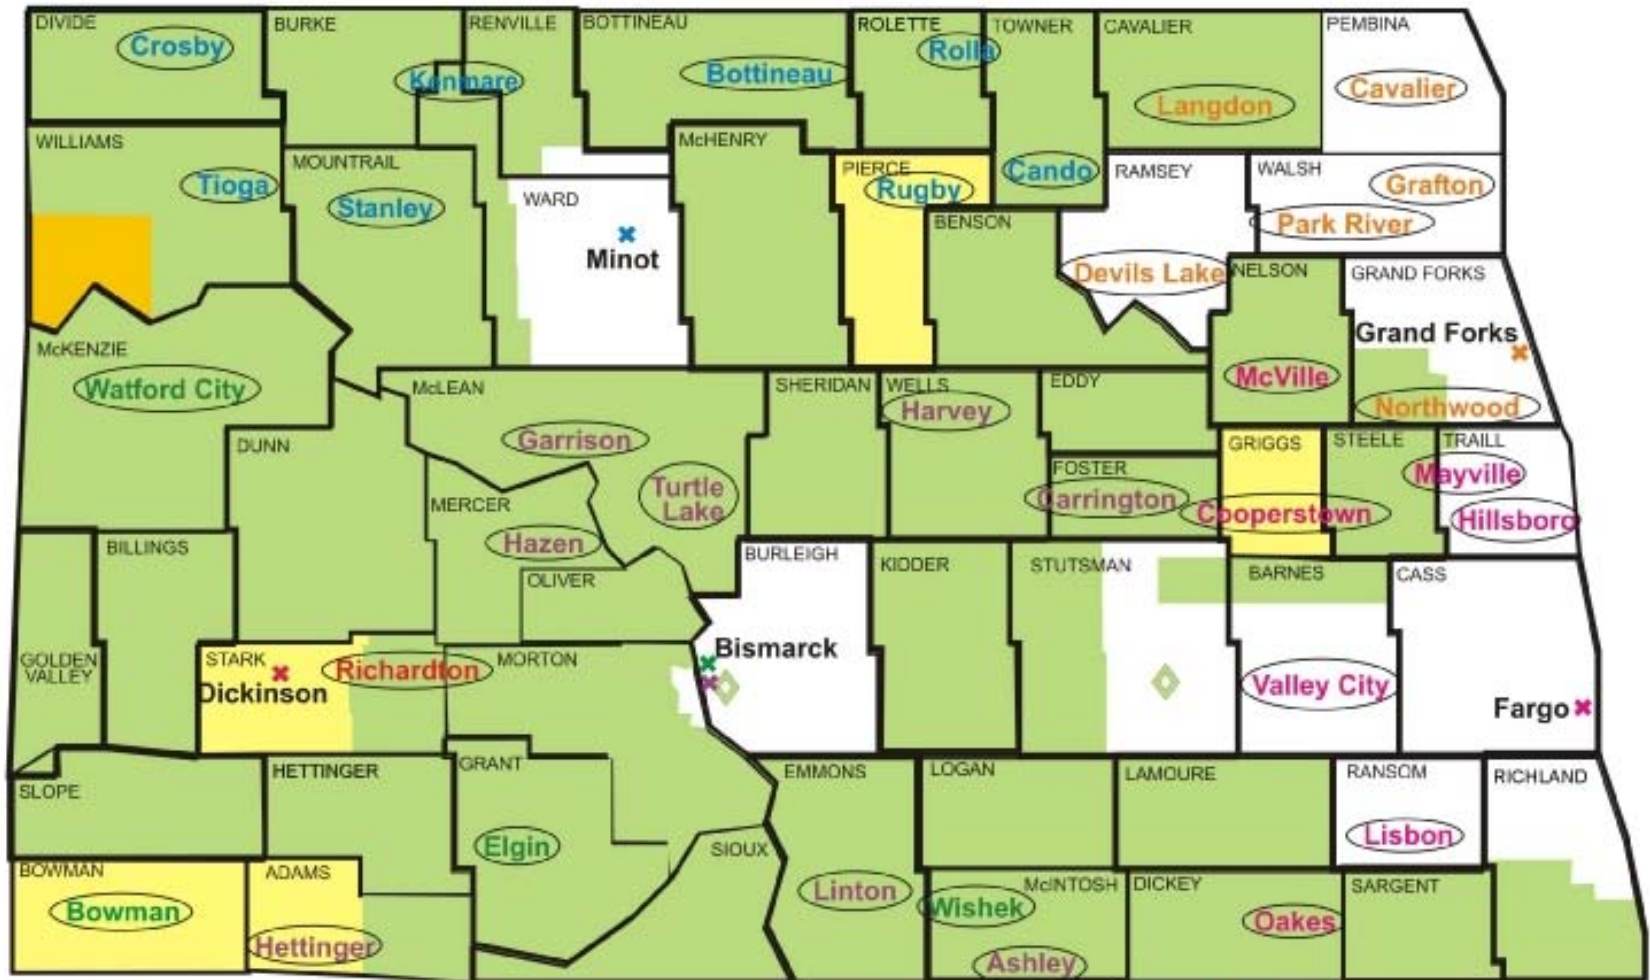 DIVIDE
BURKE
RENVILLE
BOTTINEAU
ROLETTE
TOWNER
CAVALIER
PEMBINA
Crosby
Kenmare
Bottineau
Rolla
Langdon
Cavalier
WILLIAMS
MOUNTRAIL
McHENRY
PIERCE
RAMSEY
WALSH
Tioga
Stanley
WARD
Rugby
Cando
Grafton
Park River
Minot
BENSON
Devils Lake
NELSON
GRAND FORKS
Grand Forks
McKENZIE
Watford City
McLEAN
SHERIDAN
WELLS
EDDY
McVille
Northwood
Harvey
DUNN
Garrison
GRIGGS
STEELE
TRAILL
Mayville
FOSTER
Carrington
Cooperstown
Hillsboro
MERCER
Turtle
Lake
Hazen
BILLINGS
OLIVER
BURLEIGH
KIDDER
STUTSMAN
BARNES
CASS
GOLDEN
VALLEY
STARK
Dickinson
Richardton
MORTON
Bismarck
Valley City
Fargo
SLOPE
HETTINGER
GRANT
EMMONS
LOGAN
LAMOURE
RANSOM
RICHLAND
Elgin
SIOUX
Lisbon
BOWMAN
ADAMS
Bowman
Hettinger
Linton
McINTOSH
Wishek
Ashley
DICKEY
Oakes
SARGENT